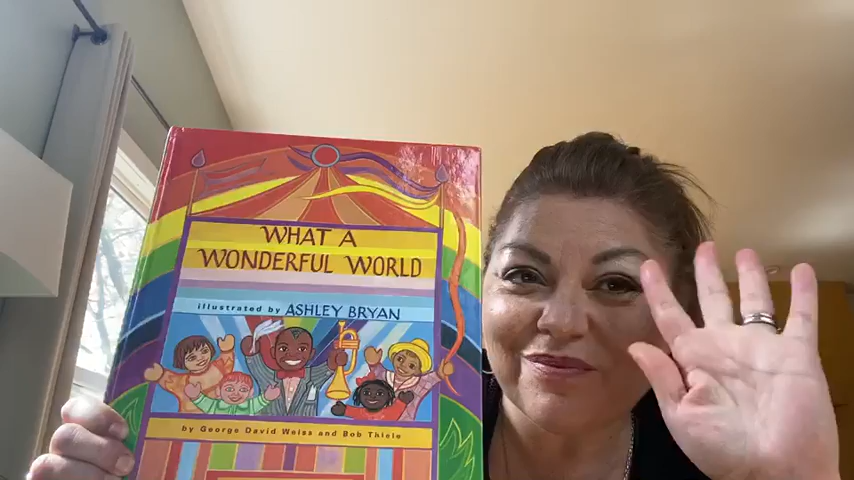 WHAT A
WONDERFUL WORLD
illustrated by ASHLEY BRYAN
by George David Weiss and Bob Thiele